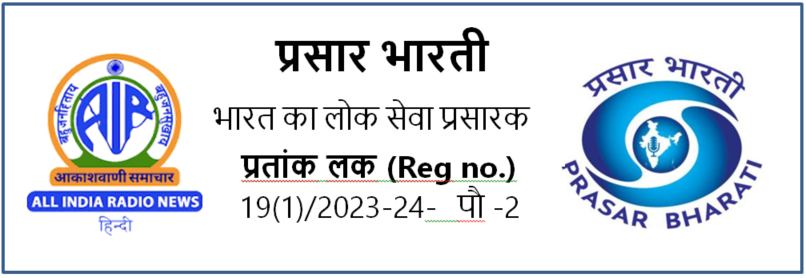 प्रसार भारती
भारत का लोक सेवा प्रसारक
प्रतांक लक (Reg no.)
19(1)/2023-24- पौ -2
बहुजनहिताय
बहुजनसुखाय
AIR
आकाशवाणी समाचार
ALL INDIA RADIO NEWS
हिन्दी
प्रसार भारती
PRASAR BHARATI